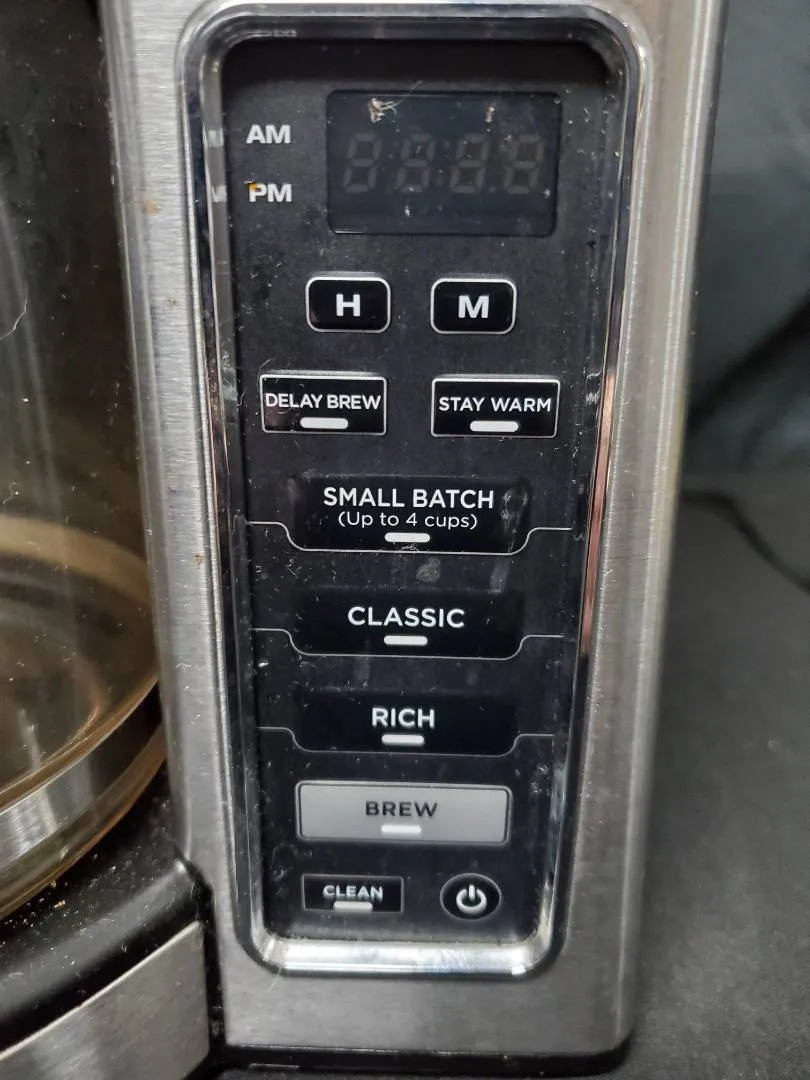 AM
PM
H M
DELAY BREW STAY WARM
SMALL BATCH
(Up to 4 cups)
CLASSIC
RICH
BREW
CLEAN